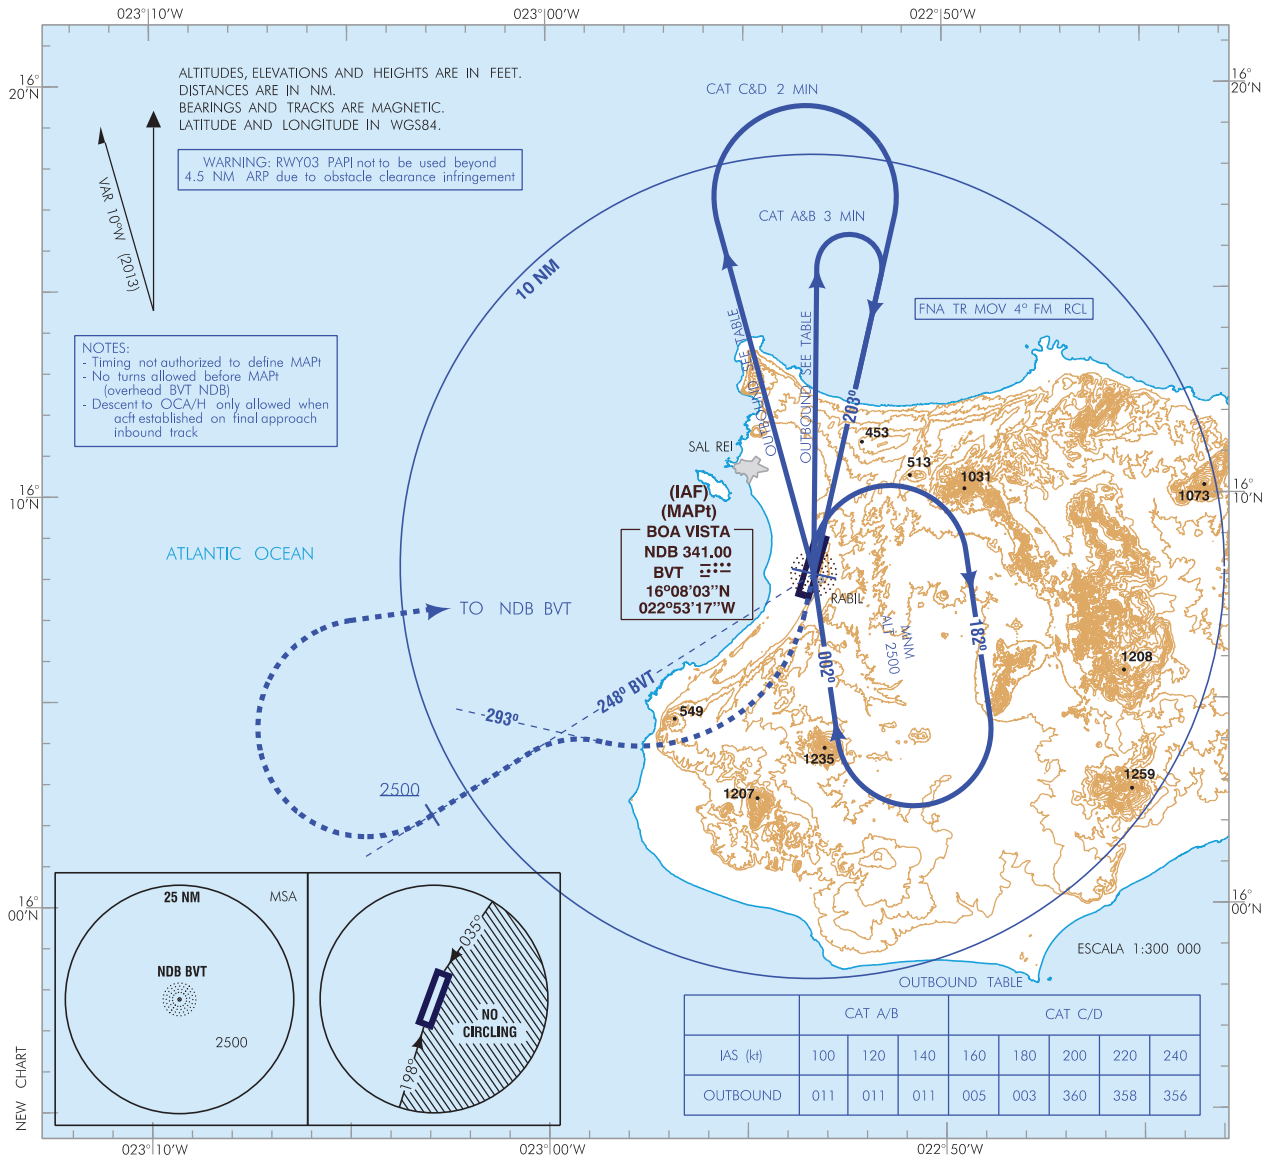 023°10'W
023°00'W
022°50'W
16°
20'N
16°
20'N
ALTITUDES, ELEVATIONS AND HEIGHTS ARE IN FEET.
DISTANCES ARE IN NM.
BEARINGS AND TRACKS ARE MAGNETIC.
LATITUDE AND LONGITUDE IN WGS84.
WARNING: RWY03 PAPI not to be used beyond
4.5 NM ARP due to obstacle clearance infringement
VAR 10°W (2013)
CAT C&D 2 MIN
CAT A&B 3 MIN
10 NM
FNA TR MOV 4° FM RCL
NOTES:
- Timing not authorized to define MAPt
- No turns allowed before MAPt
(overhead BVT NDB)
- Descent to OCA/H only allowed when
acft established on final approach
inbound track
OUTBOUND SEE TABLE
OUTBOUND SEE TABLE
203°
453
513
1031
1073
SAL REI
16°
10'N
16°
10'N
(IAF)
(MAPt)
BOA VISTA
NDB 341.00
BVT
16°08'03''N
022°53'17''W
RABIL
ATLANTIC OCEAN
TO NDB BVT
MNM
ALT 2500
182°
002°
1208
248° BVT
293°
549
1235
1207
1259
2500
16°
00'N
16°
00'N
25 NM
MSA
NDB BVT
2500
035°
NO
CIRCLING
198°
ESCALA 1:300 000
OUTBOUND TABLE
CAT A/B CAT C/D
IAS (kt) 100 120 140 160 180 200 220 240
OUTBOUND 011 011 011 005 003 360 358 356
NEW CHART
023°10'W
023°00'W
022°50'W